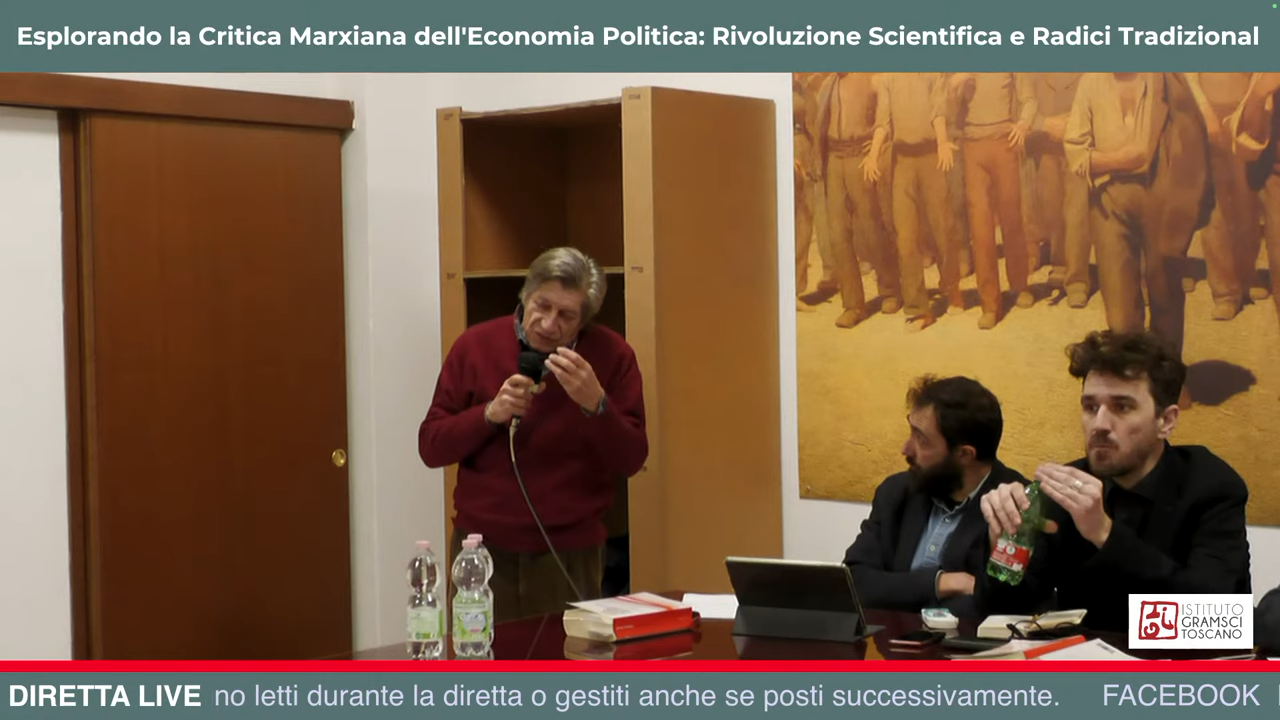 Esplorando la Critica Marxiana dell'Economia Politica: Rivoluzione Scientifica e Radici Tradizional
ISTITUTO
GRAMSCI
TOSCANO
DIRETTA LIVE no letti durante la diretta o gestiti anche se posti successivamente. FACEBOOK